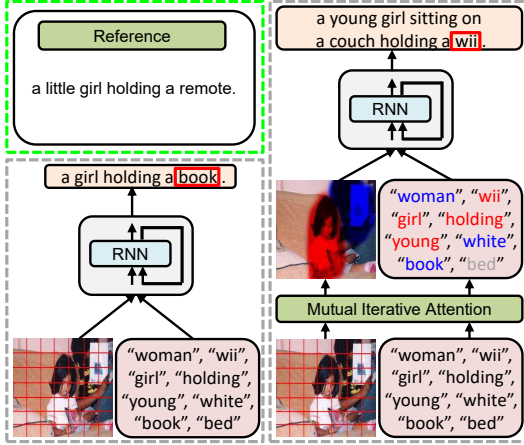 Reference
a little girl holding a remote.
a girl holding a book.
RNN
“woman”, “wii”,
“girl”, “holding”,
“young”, “white”,
“book”, “bed”
a young girl sitting on
a couch holding a wii.
RNN
“woman”, “wii”,
“girl”, “holding”
“young”, “white”,
“book”, “bed”
Mutual Iterative Attention
“woman”, “wii”,
“girl”, “holding”,
“young”, “white”,
“book”, “bed”